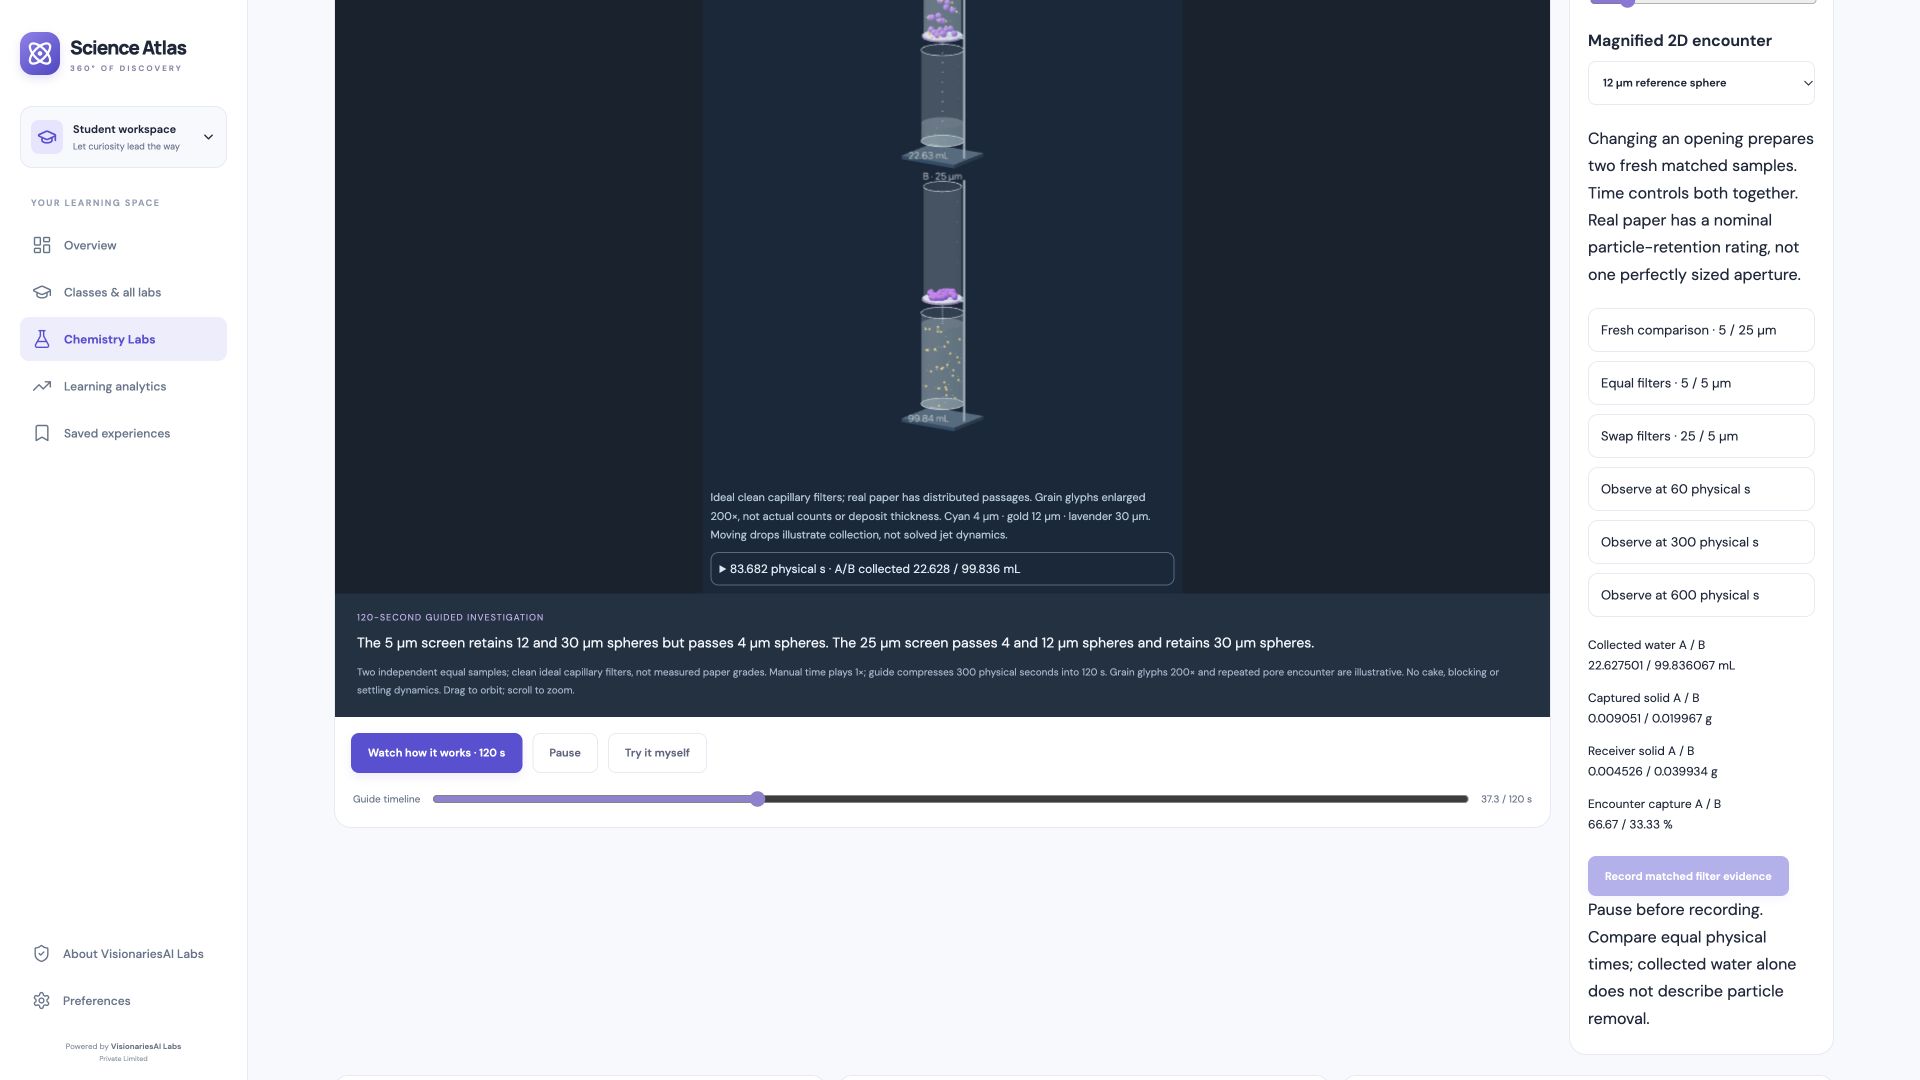 Science Atlas
360° OF DISCOVERY
Student workspace
Let curiosity lead the way
YOUR LEARNING SPACE
Overview
Classes & all labs
Chemistry Labs
Learning analytics
Saved experiences
About VisionariesAI Labs
Preferences
Powered by VisionariesAI Labs
Private Limited
22.63 mL
B · 25 µm
99.84 mL
Ideal clean capillary filters; real paper has distributed passages. Grain glyphs enlarged
200×, not actual counts or deposit thickness. Cyan 4 µm · gold 12 µm · lavender 30 µm.
Moving drops illustrate collection, not solved jet dynamics.
▶ 83.682 physical s · A/B collected 22.628 / 99.836 mL
120-SECOND GUIDED INVESTIGATION
The 5 µm screen retains 12 and 30 µm spheres but passes 4 µm spheres. The 25 µm screen passes 4 and 12 µm spheres and retains 30 µm spheres.
Two independent equal samples; clean ideal capillary filters, not measured paper grades. Manual time plays 1×; guide compresses 300 physical seconds into 120 s. Grain glyphs 200× and repeated pore encounter are illustrative. No cake, blocking or
settling dynamics. Drag to orbit; scroll to zoom.
Watch how it works · 120 s
Pause
Try it myself
Guide timeline
37.3 / 120 s
Magnified 2D encounter
12 µm reference sphere
Changing an opening prepares
two fresh matched samples.
Time controls both together.
Real paper has a nominal
particle-retention rating, not
one perfectly sized aperture.
Fresh comparison · 5 / 25 µm
Equal filters · 5 / 5 µm
Swap filters · 25 / 5 µm
Observe at 60 physical s
Observe at 300 physical s
Observe at 600 physical s
Collected water A / B
22.627501 / 99.836067 mL
Captured solid A / B
0.009051 / 0.019967 g
Receiver solid A / B
0.004526 / 0.039934 g
Encounter capture A / B
66.67 / 33.33 %
Record matched filter evidence
Pause before recording.
Compare equal physical
times; collected water alone
does not describe particle
removal.